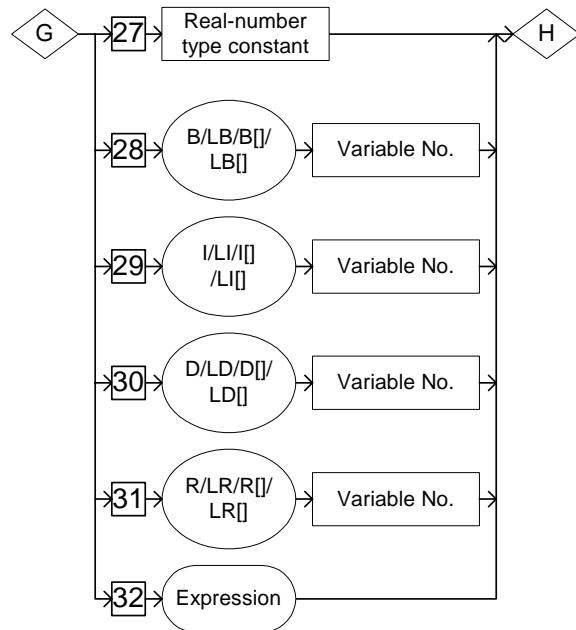 G
27
Real-number
type constant
H
28
B/LB/B[]/
LB[]
Variable No.
29
I/LI/I[]
/LI[]
Variable No.
30
D/LD/D[]/
LD[]
Variable No.
31
R/LR/R[]/
LR[]
Variable No.
32
Expression